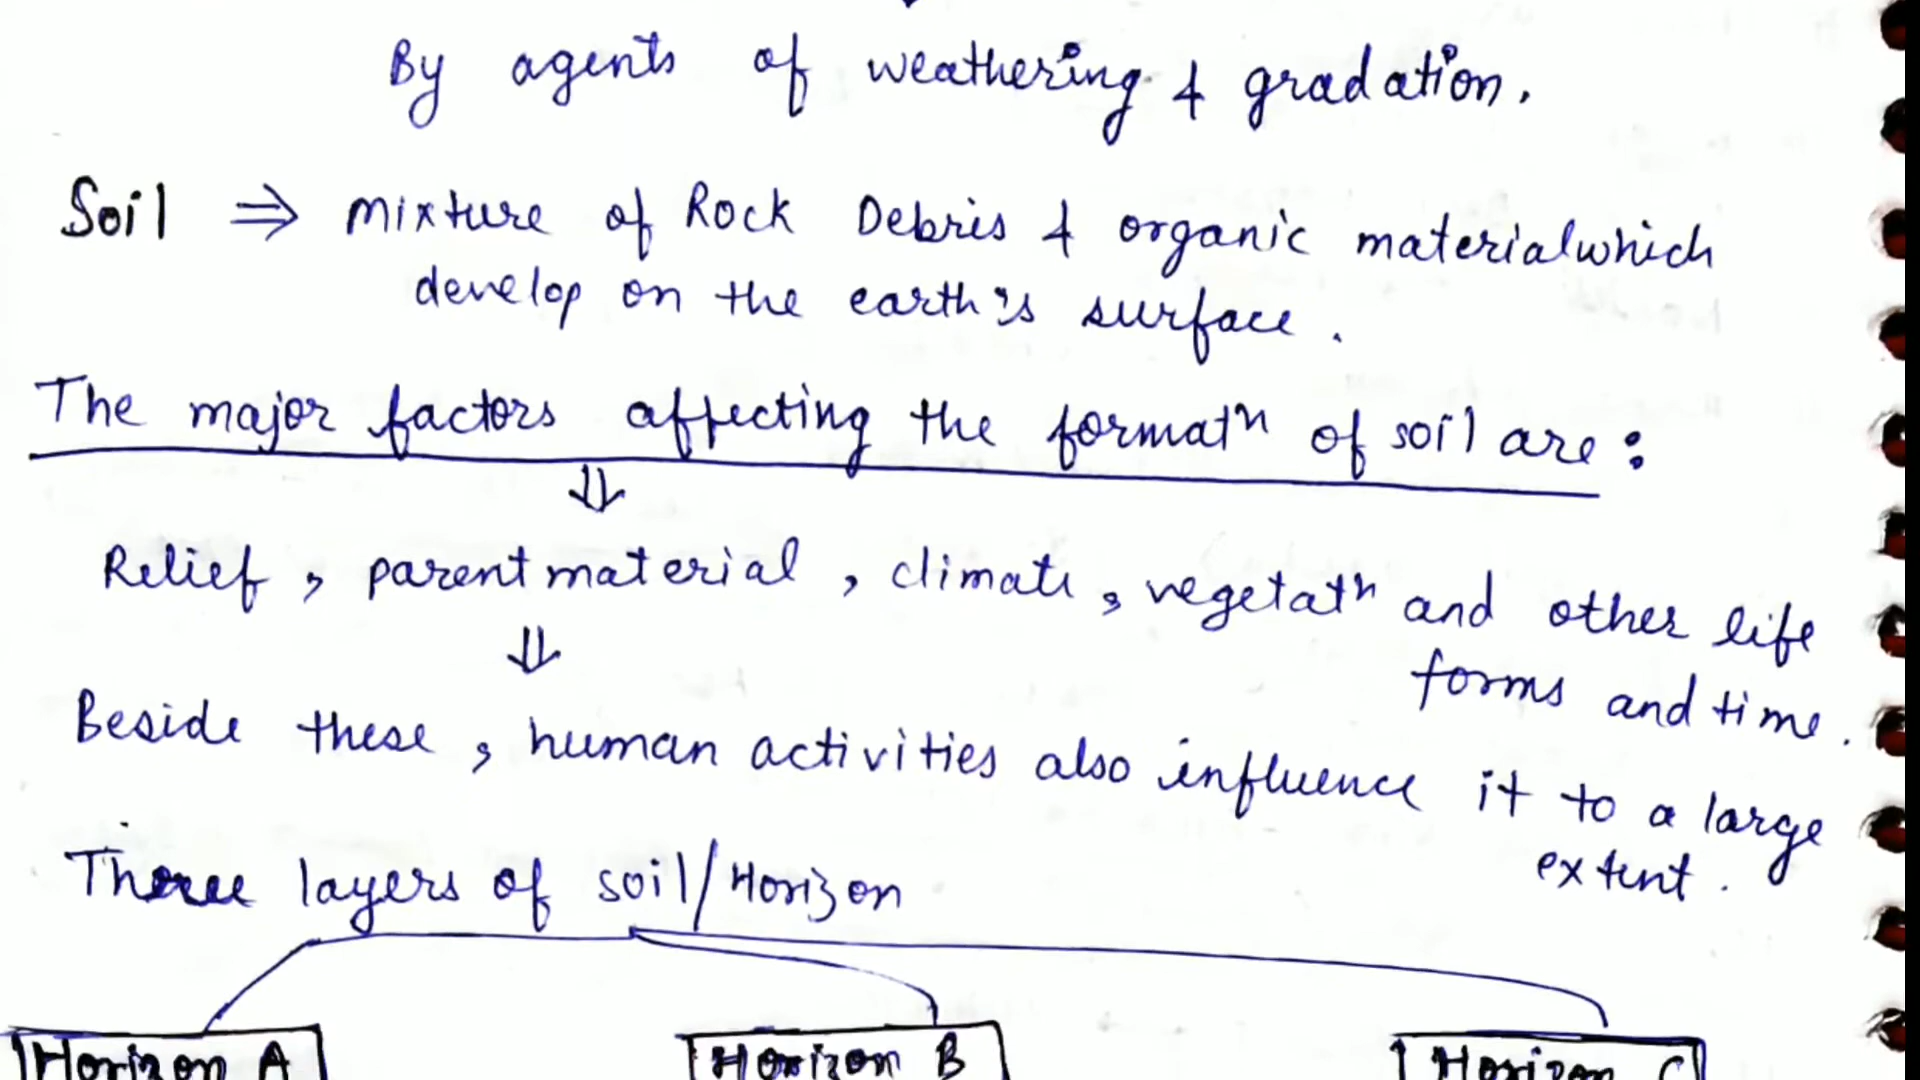 By agents of weathering & gradation.
Soil ⇒ mixture of Rock Debris & organic material which
develop on the earth's surface.
The major factors affecting the formatn of soil are :
⇓
Relief, parent material, climate, vegetatn and other life
forms and time.
⇓
Beside these, human activities also influence it to a large
extent.
Three layers of soil/Horizon
Horizon A Horizon B Horizon C